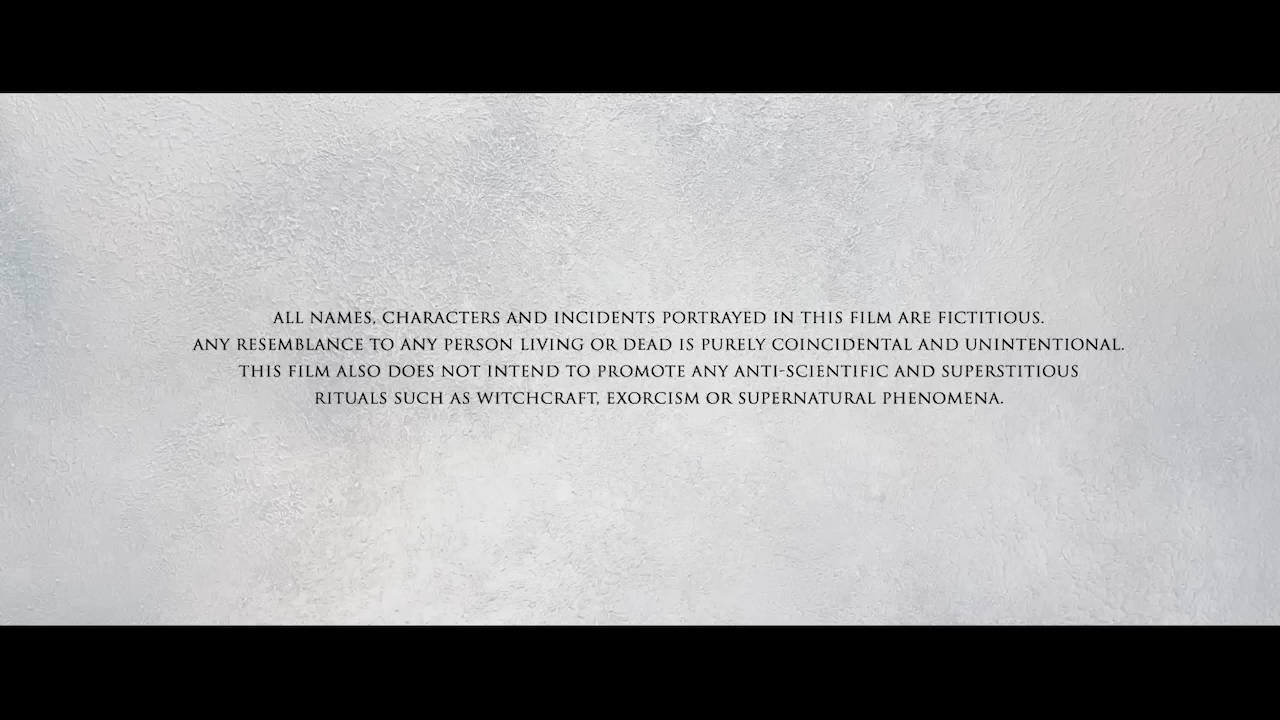 ALL NAMES, CHARACTERS AND INCIDENTS PORTRAYED IN THIS FILM ARE FICTITIOUS.
ANY RESEMBLANCE TO ANY PERSON LIVING OR DEAD IS PURELY COINCIDENTAL AND UNINTENTIONAL.
THIS FILM ALSO DOES NOT INTEND TO PROMOTE ANY ANTI-SCIENTIFIC AND SUPERSTITIOUS
RITUALS SUCH AS WITCHCRAFT, EXORCISM OR SUPERNATURAL PHENOMENA.